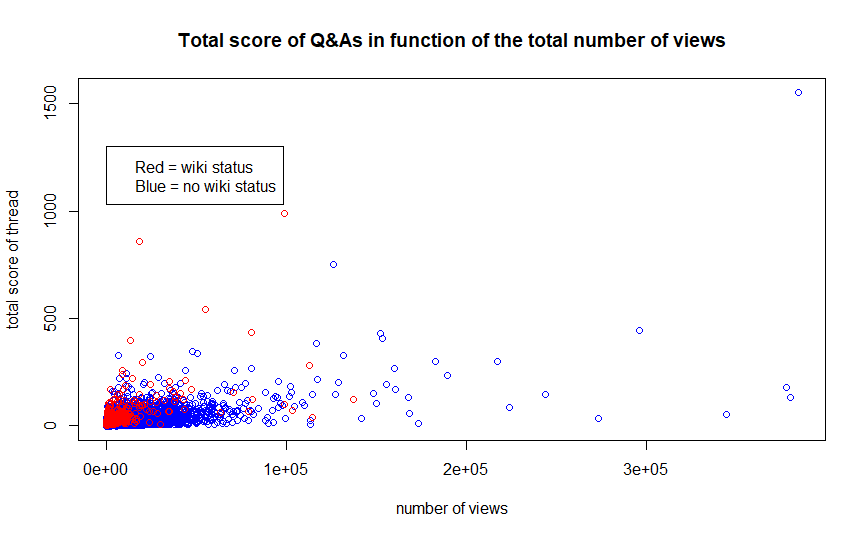 Total score of Q&As in function of the total number of views
total score of thread
1500
1000
500
0
Red = wiki status
Blue = no wiki status
0e+00
1e+05
2e+05
3e+05
number of views